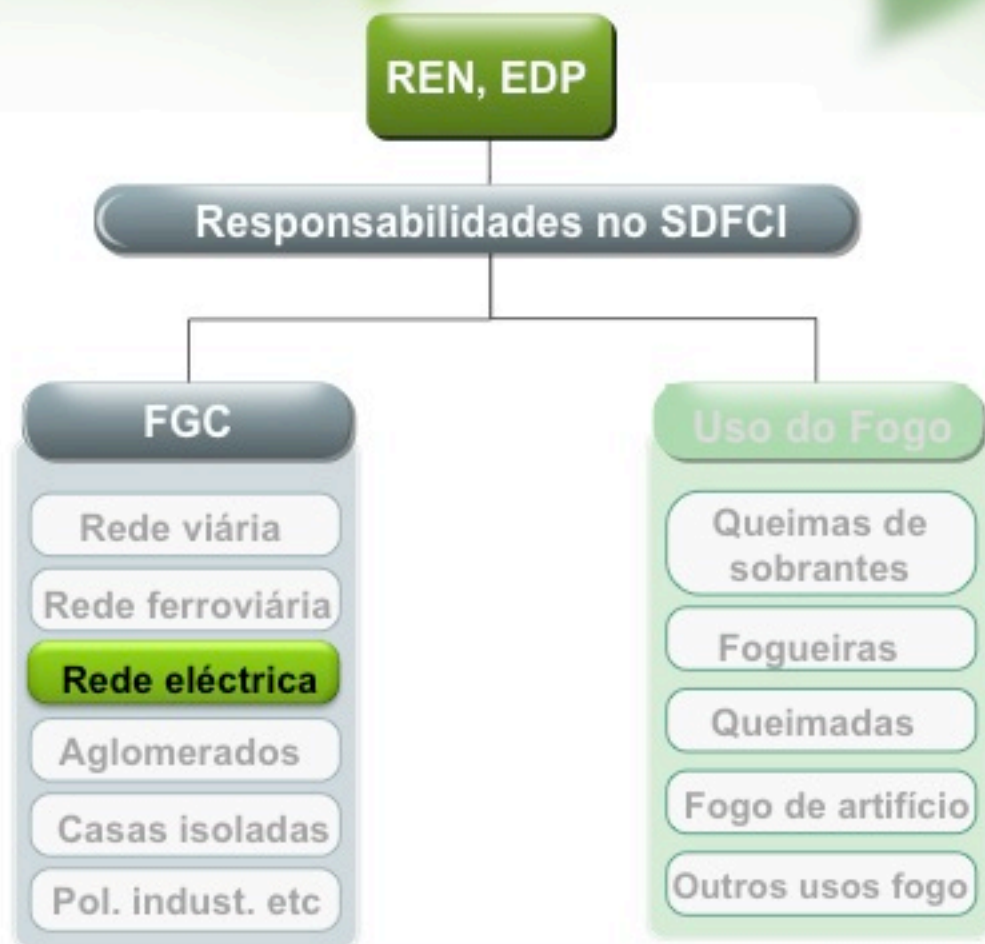 REN, EDP
Responsabilidades no SDFCI
FGC
Rede viária
Rede ferroviária
Rede eléctrica
Aglomerados
Casas isoladas
Pol. indust. etc
Uso do Fogo
Queimas de
sobrantes
Fogueiras
Queimadas
Fogo de artifício
Outros usos fogo